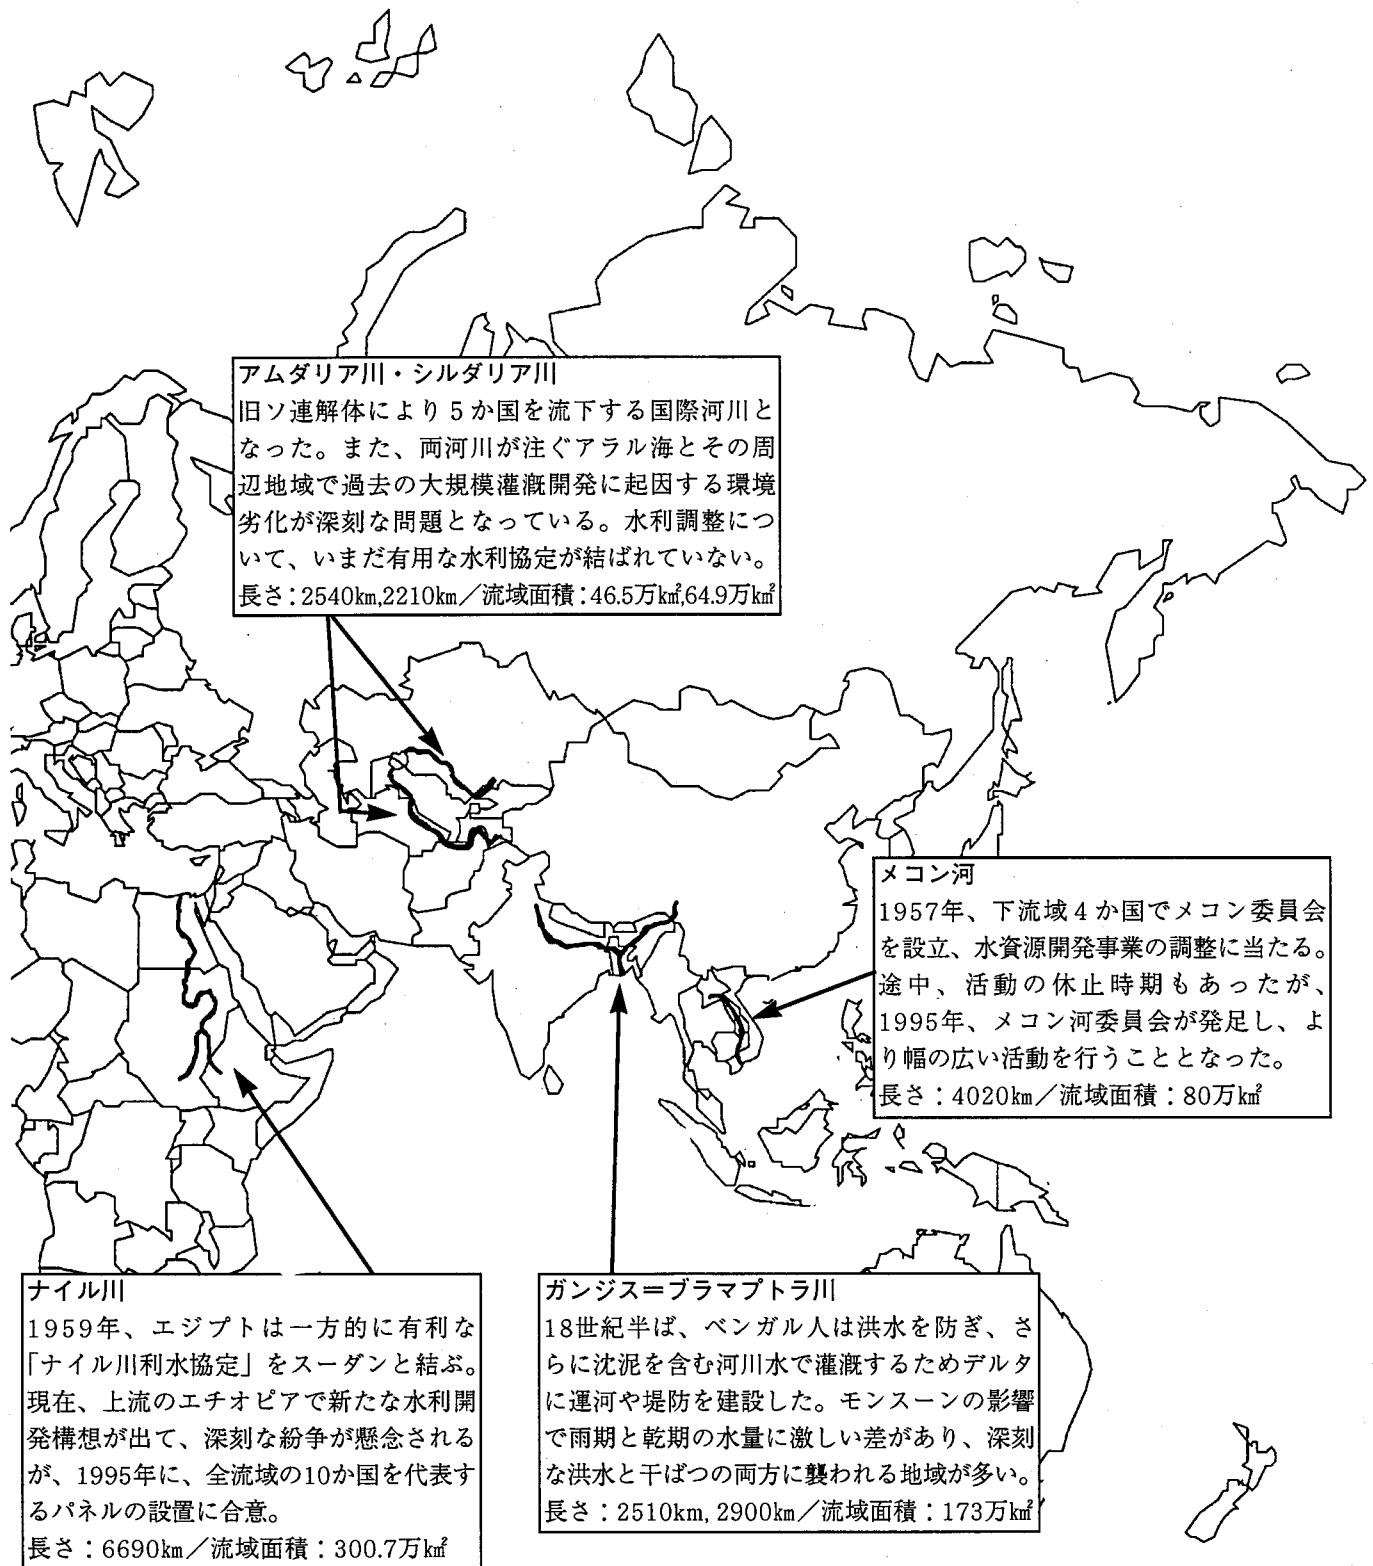 アムダリア川・シルダリア川
旧ソ連解体により5か国を流下する国際河川と
なった。また、両河川が注ぐアラル海とその周
辺地域で過去の大規模灌漑開発に起因する環境
劣化が深刻な問題となっている。水利調整につ
いて、いまだ有用な水利協定が結ばれていない。
長さ：2540㎞,2210㎞／流域面積：46.5万㎢,64.9万㎢
メコン河
1957年、下流域4か国でメコン委員会
を設立、水資源開発事業の調整に当たる。
途中、活動の休止時期もあったが、
1995年、メコン河委員会が発足し、よ
り幅の広い活動を行うこととなった。
長さ：4020㎞／流域面積：80万㎢
ナイル川
1959年、エジプトは一方的に有利な
「ナイル川利水協定」をスーダンと結ぶ。
現在、上流のエチオピアで新たな水利開
発構想が出て、深刻な紛争が懸念される
が、1995年に、全流域の10か国を代表す
るパネルの設置に合意。
長さ：6690㎞／流域面積：300.7万㎢
ガンジス＝ブラマプトラ川
18世紀半ば、ベンガル人は洪水を防ぎ、さ
らに沈泥を含む河川水で灌漑するためデルタ
に運河や堤防を建設した。モンスーンの影響
で雨期と乾期の水量に激しい差があり、深刻
な洪水と干ばつの両方に襲われる地域が多い。
長さ：2510㎞, 2900㎞／流域面積：173万㎢